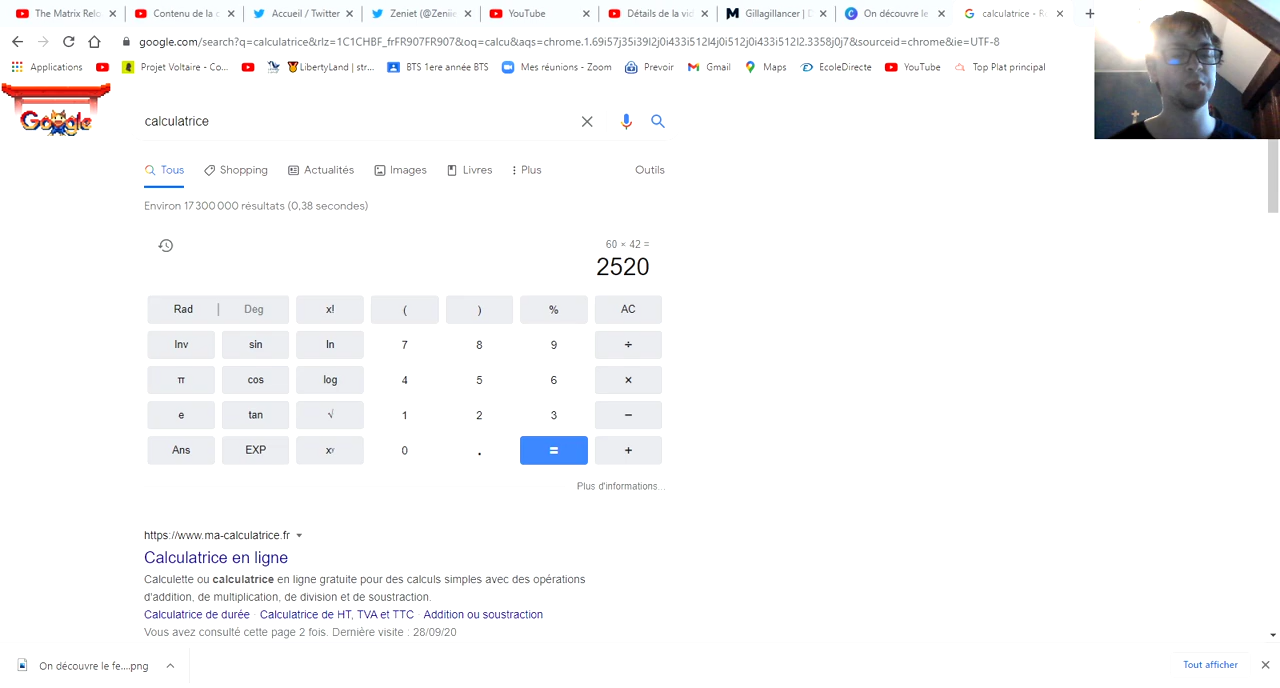 The Matrix Relo
Contenu de la c
Accueil / Twitter
Zeniet (@Zeniie
YouTube
Détails de la vid
Gillagillancer | D
On découvre le
calculatrice - R
google.com/search?q=calculatrice&rlz=1C1CHBF_frFR907FR907&oq=calcu&aqs=chrome.1.69i57j35i39l2j0i433i512l4j0i512j0i433i512l2.3358j0j7&sourceid=chrome&ie=UTF-8
Applications
Projet Voltaire - Co...
LibertyLand | str...
BTS 1ere année BTS
Mes réunions - Zoom
Prevoir
Gmail
Maps
EcoleDirecte
YouTube
Top Plat principal
Google
calculatrice
Tous
Shopping
Actualités
Images
Livres
Plus
Outils
Environ 17 300 000 résultats (0,38 secondes)
60 × 42 =
2520
Rad | Deg x! ( ) % AC
Inv sin ln 7 8 9 ÷
π cos log 4 5 6 ×
e tan √ 1 2 3 −
Ans EXP xʸ 0 . = +
Plus d'informations...
https://www.ma-calculatrice.fr
Calculatrice en ligne
Calculette ou calculatrice en ligne gratuite pour des calculs simples avec des opérations
d'addition, de multiplication, de division et de soustraction.
Calculatrice de durée · Calculatrice de HT, TVA et TTC · Addition ou soustraction
Vous avez consulté cette page 2 fois. Dernière visite : 28/09/20
On découvre le fe....png
Tout afficher